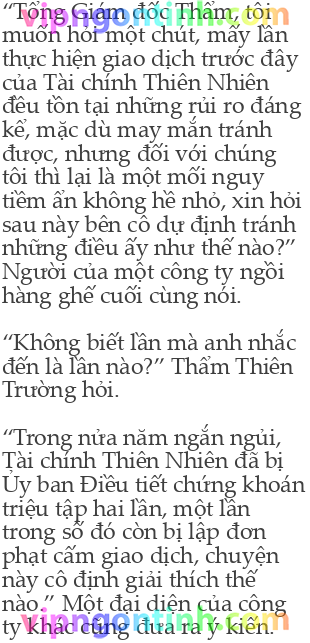 “Tổng Giám đốc Thẩm, tôi
muốn hỏi một chút, mấy lần
thực hiện giao dịch trước đây
của Tài chính Thiên Nhiên
đều tồn tại những rủi ro đáng
kể, mặc dù may mắn tránh
được, nhưng đối với chúng
tôi thì lại là một mối nguy
tiềm ẩn không hề nhỏ, xin hỏi
sau này bên cô dự định tránh
những điều ấy như thế nào?”
Người của một công ty ngồi
hàng ghế cuối cùng nói.
“Không biết lần mà anh nhắc
đến là lần nào?” Thẩm Thiên
Trường hỏi.
“Trong nửa năm ngắn ngủi,
Tài chính Thiên Nhiên đã bị
Ủy ban Điều tiết chứng khoán
triệu tập hai lần, một lần
trong số đó còn bị lập đơn
phạt cấm giao dịch, chuyện
này cô định giải thích thế
nào.” Một đại diện của công
ty khác cũng đưa ra ý kiến.
vipngontinh.com
vipngontinh.com